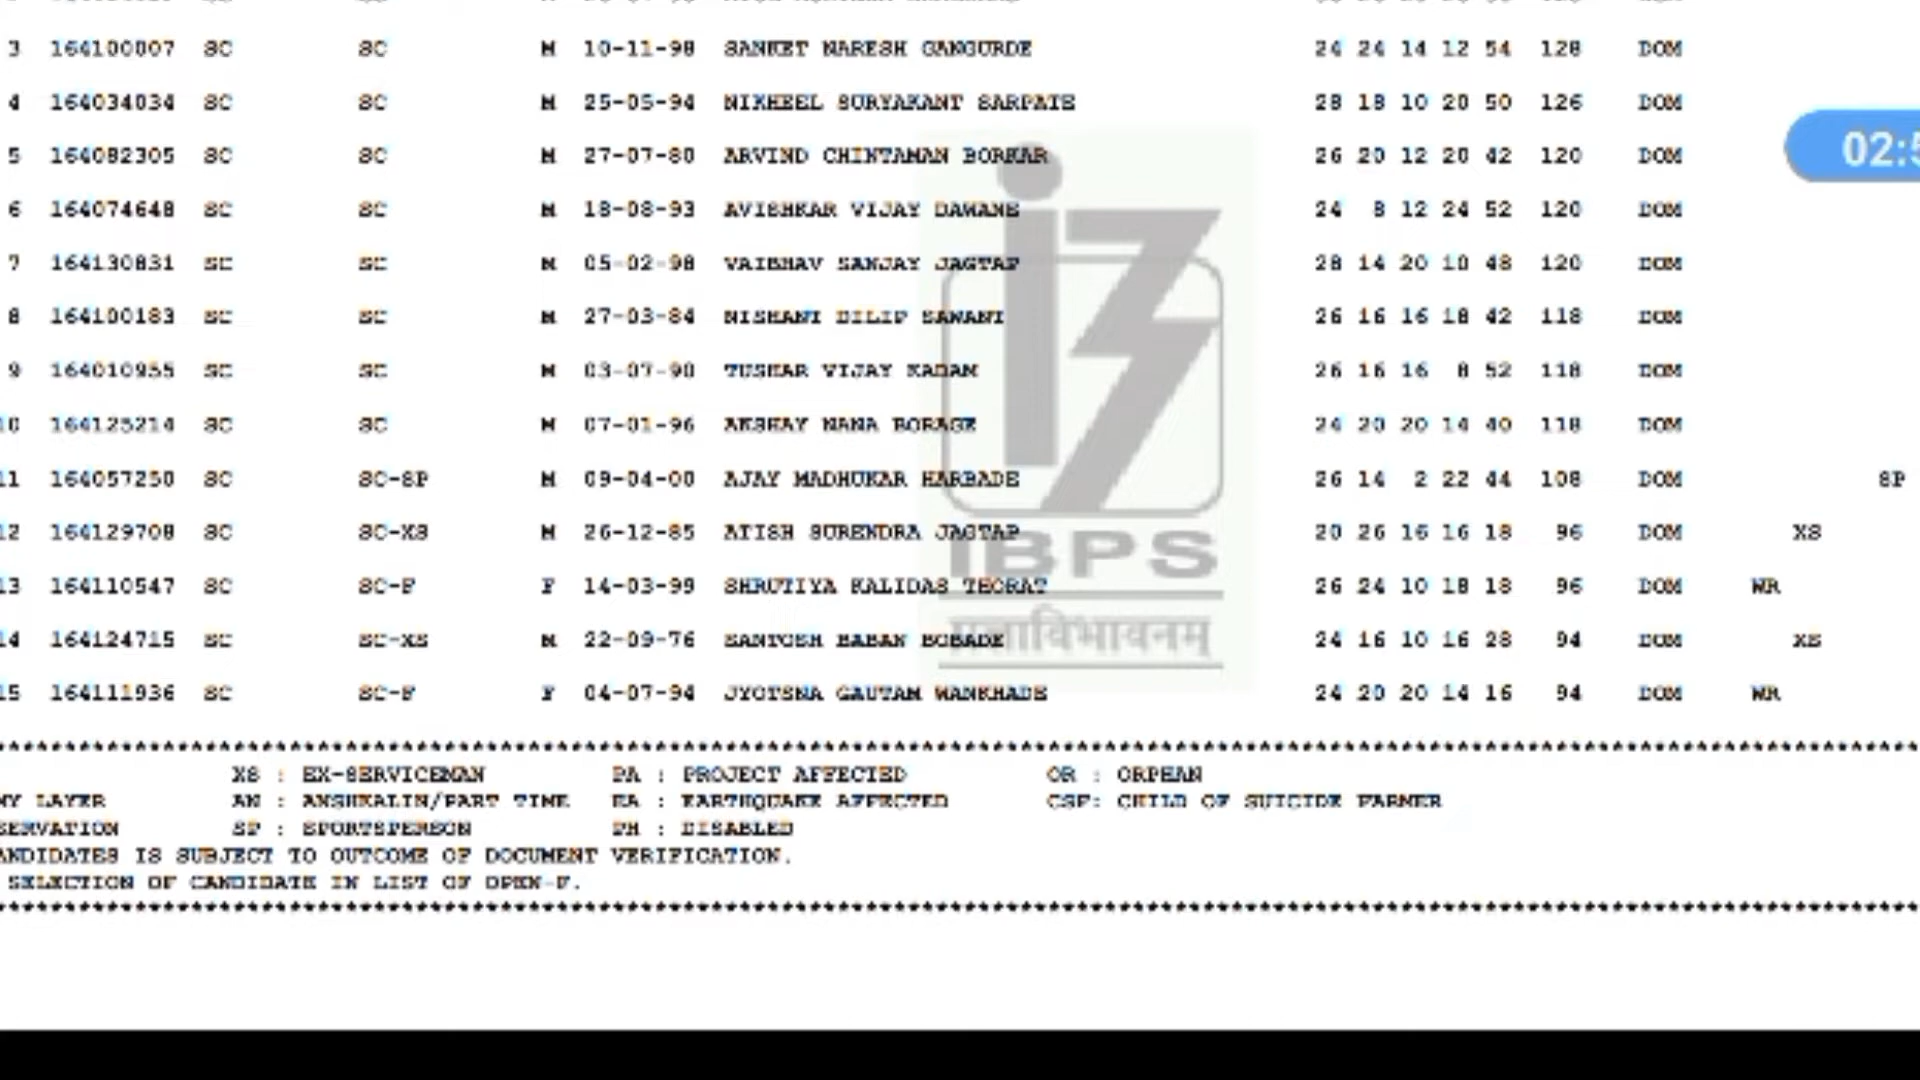 3 164100807 SC SC M 10-11-98 SANKET NARESH GANGURDE 24 24 14 12 54 128 DOM
4 164034034 SC SC M 25-05-94 NIKHEEL SURYAKANT SARPATE 28 18 10 20 50 126 DOM
02:5
5 164082305 SC SC M 27-07-80 ARVIND CHINTAMAN BORKAR 26 20 12 20 42 120 DOM
6 164074648 SC SC M 18-08-93 AVISHKAR VIJAY DAWANE 24 8 12 24 52 120 DOM
7 164130831 SC SC M 05-02-98 VAIBHAV SANJAY JAGTAP 28 14 20 10 48 120 DOM
8 164100183 SC SC M 27-03-84 NISHANT DILIP SAWANT 26 16 16 18 42 118 DOM
9 164010955 SC SC M 03-07-90 TUSHAR VIJAY KADAM 26 16 16 8 52 118 DOM
10 164125214 SC SC M 07-01-96 AKSHAY NANA BORAGE 24 20 20 14 40 118 DOM
11 164057250 SC SC-SP M 09-04-00 AJAY MADHUKAR HARBADE 26 14 2 22 44 108 DOM SP
12 164129708 SC SC-XS M 26-12-85 ATISH SURENDRA JAGTAP 20 26 16 16 18 96 DOM XS
IBPS
13 164110547 SC SC-F F 14-03-99 SHRUTIYA KALIDAS THORAT 26 24 10 18 18 96 DOM WR
14 164124715 SC SC-XS M 22-09-76 SANTOSH BABAN BOBADE 24 16 10 16 28 94 DOM XS
प्रज्ञाविभावनम्
15 164111936 SC SC-F F 04-07-94 JYOTSNA GAUTAM WANKHADE 24 20 20 14 16 94 DOM WR
XS : EX-SERVICEMAN PA : PROJECT AFFECTED OR : ORPHAN
MY LAYER AN : ANSHKALIN/PART TIME EA : EARTHQUAKE AFFECTED CSF: CHILD OF SUICIDE FARMER
SERVATION SP : SPORTSPERSON PH : DISABLED
ANDIDATES IS SUBJECT TO OUTCOME OF DOCUMENT VERIFICATION.
SELECTION OF CANDIDATE IN LIST OF OPEN-F.